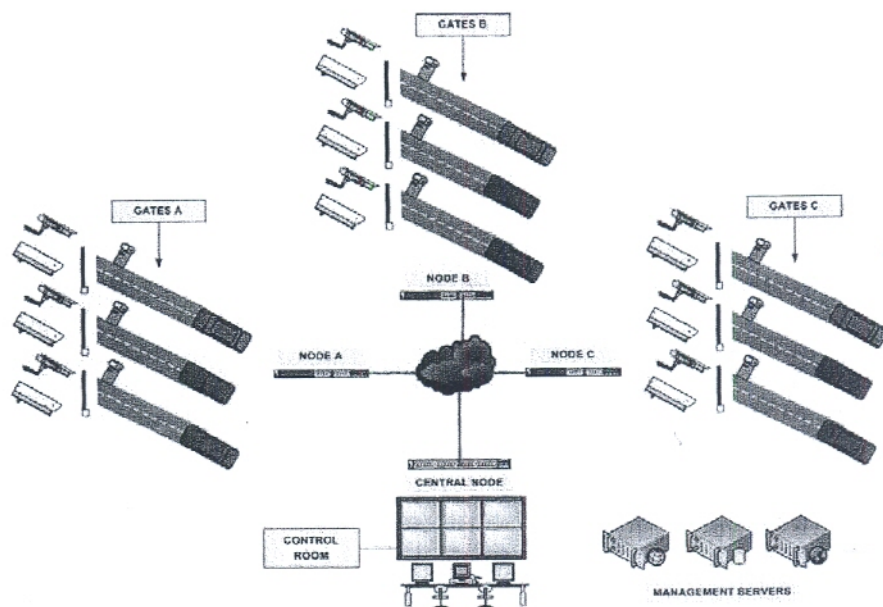 GATES B
GATES A
GATES C
NODE B
NODE A
NODE C
CENTRAL NODE
CONTROL
ROOM
MANAGEMENT SERVERS